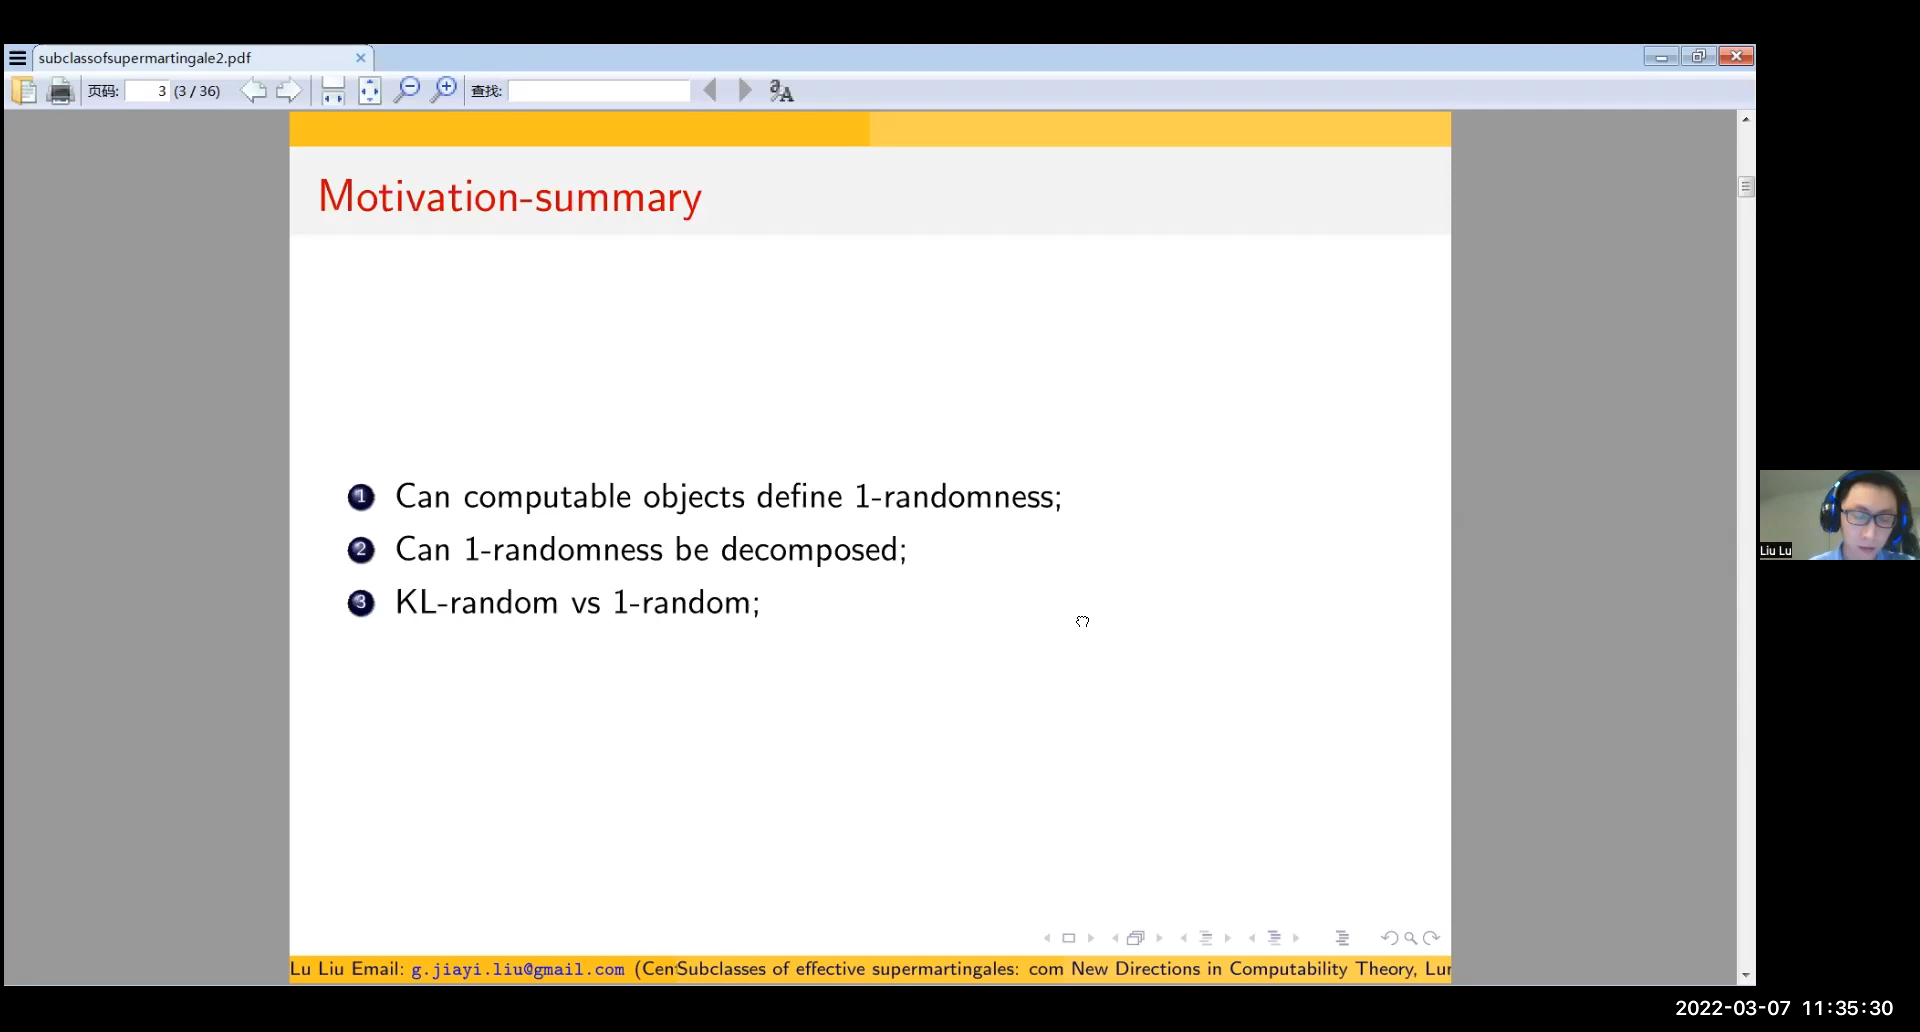 subclassofsupermartingale2.pdf
页码: 3 (3 / 36) 查找:
Motivation-summary
1 Can computable objects define 1-randomness;
2 Can 1-randomness be decomposed;
3 KL-random vs 1-random;
Liu Lu
Lu Liu Email: g.jiayi.liu@gmail.com (Cen Subclasses of effective supermartingales: com New Directions in Computability Theory, Lu
2022-03-07 11:35:30